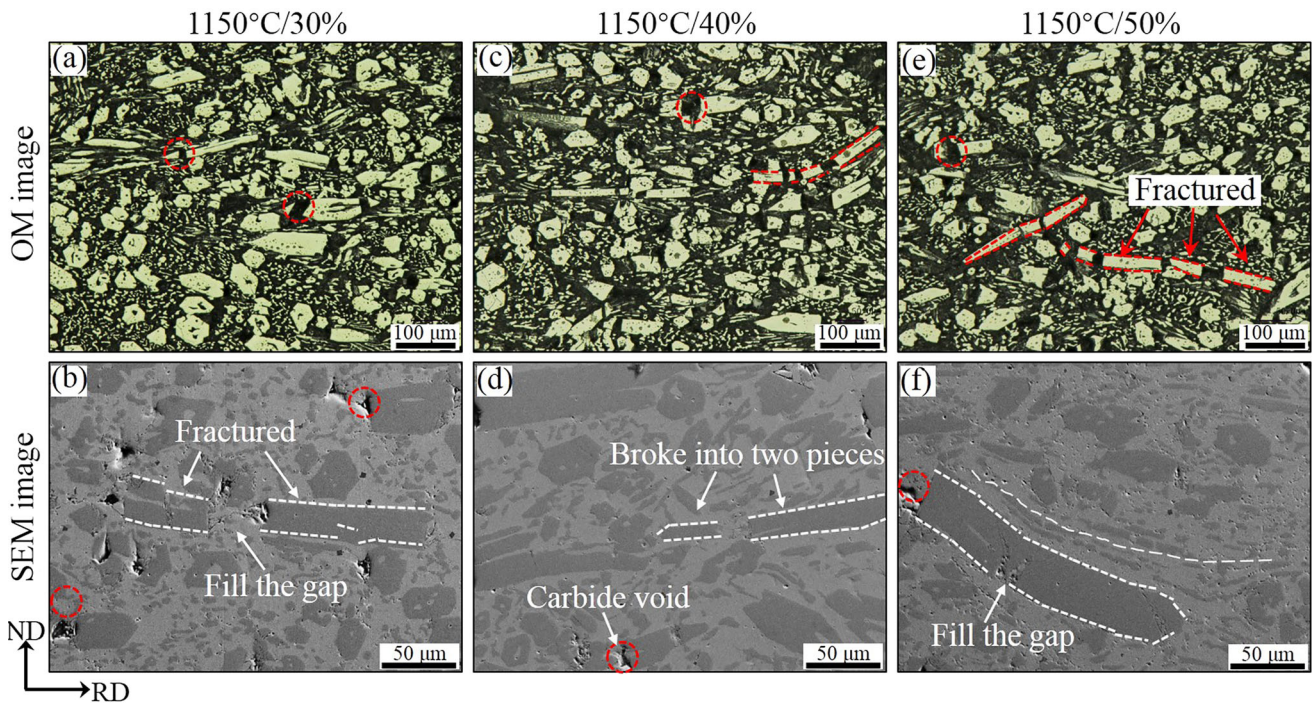 1150°C/30%
1150°C/40%
1150°C/50%
OM image
(a)
100 μm
(c)
100 μm
(e)
Fractured
100 μm
SEM image
(b)
Fractured
Fill the gap
50 μm
(d)
Broke into two pieces
Carbide void
50 μm
(f)
Fill the gap
50 μm
ND
RD